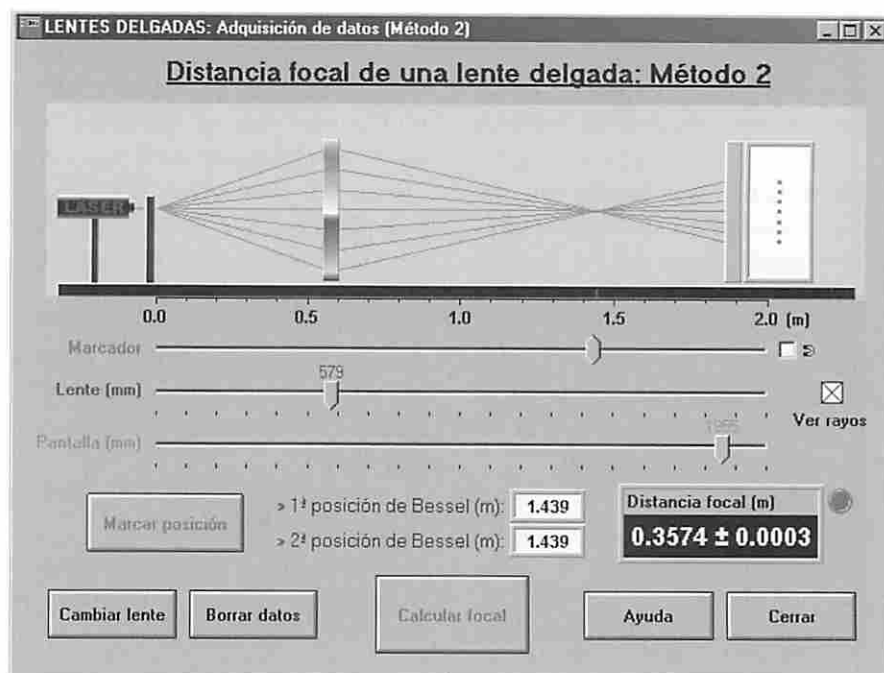 LENTES DELGADAS: Adquisición de datos (Método 2)
Distancia focal de una lente delgada: Método 2
LASER
0.0 0.5 1.0 1.5 2.0 (m)
Marcador
579
Lente (mm)
Ver rayos
Pantalla (mm)
Marcar posición
» 1ª posición de Bessel (m): 1.439
» 2ª posición de Bessel (m): 1.439
Distancia focal (m)
0.3574 ± 0.0003
Cambiar lente
Borrar datos
Calcular focal
Ayuda
Cerrar